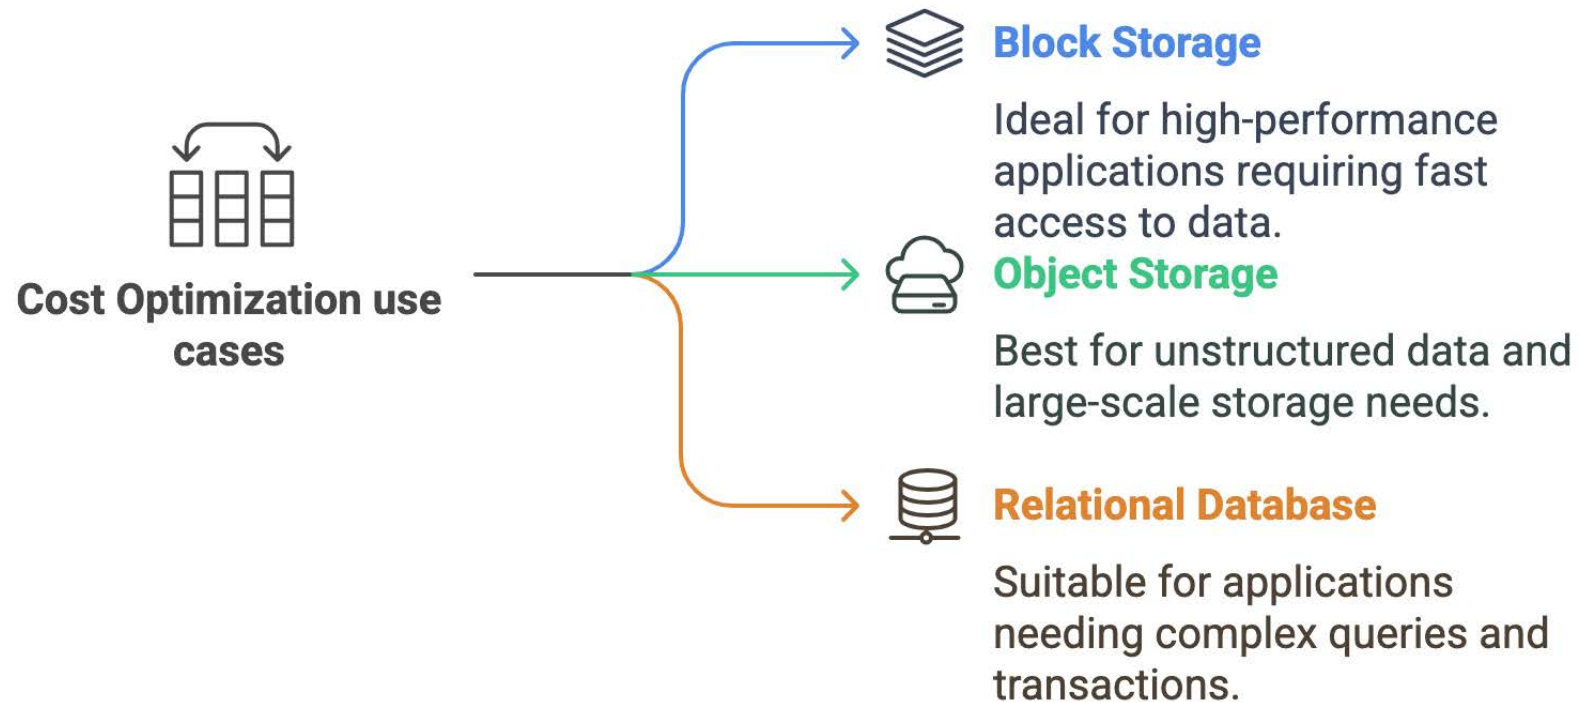 Cost Optimization use
cases
Block Storage
Ideal for high-performance
applications requiring fast
access to data.
Object Storage
Best for unstructured data and
large-scale storage needs.
Relational Database
Suitable for applications
needing complex queries and
transactions.